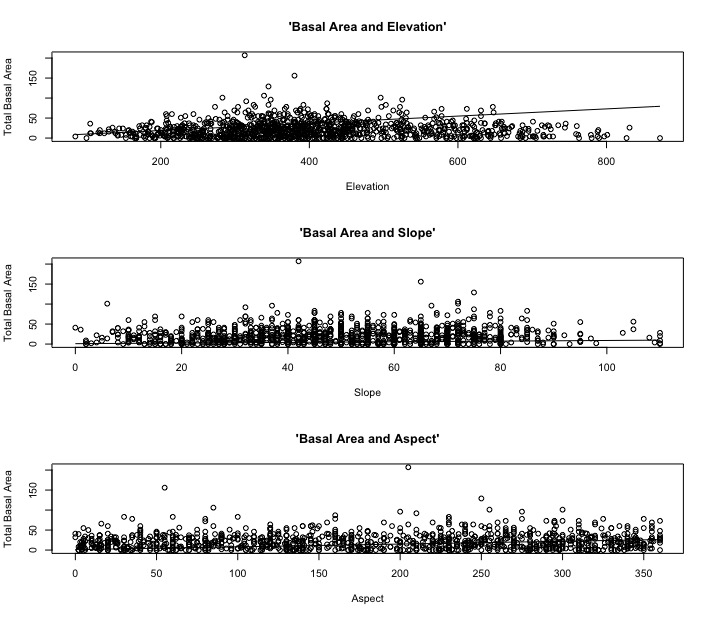 'Basal Area and Elevation'
Total Basal Area
150
50
0
200 400 600 800
Elevation
'Basal Area and Slope'
Total Basal Area
150
50
0
0 20 40 60 80 100
Slope
'Basal Area and Aspect'
Total Basal Area
150
50
0
0 50 100 150 200 250 300 350
Aspect